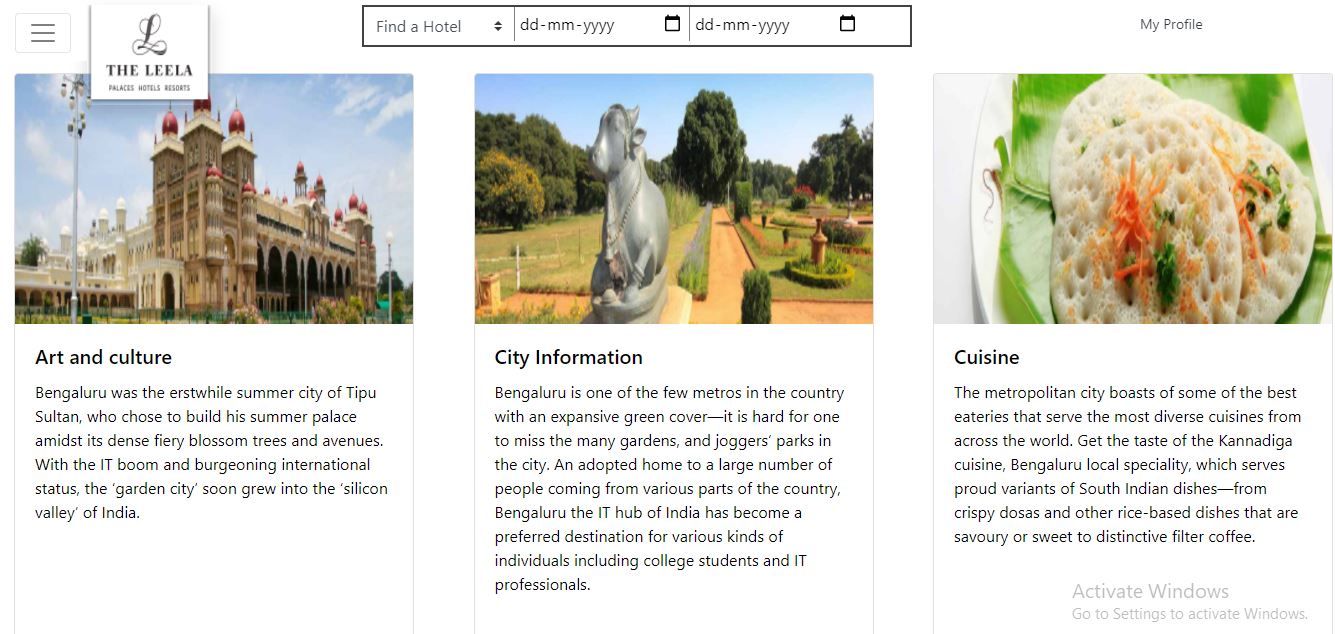 THE LEELA
PALACES HOTELS RESORTS
Find a Hotel
dd-mm-yyyy
dd-mm-yyyy
My Profile
Art and culture
Bengaluru was the erstwhile summer city of Tipu
Sultan, who chose to build his summer palace
amidst its dense fiery blossom trees and avenues.
With the IT boom and burgeoning international
status, the ‘garden city’ soon grew into the ‘silicon
valley’ of India.
City Information
Bengaluru is one of the few metros in the country
with an expansive green cover—it is hard for one
to miss the many gardens, and joggers’ parks in
the city. An adopted home to a large number of
people coming from various parts of the country,
Bengaluru the IT hub of India has become a
preferred destination for various kinds of
individuals including college students and IT
professionals.
Cuisine
The metropolitan city boasts of some of the best
eateries that serve the most diverse cuisines from
across the world. Get the taste of the Kannadiga
cuisine, Bengaluru local speciality, which serves
proud variants of South Indian dishes—from
crispy dosas and other rice-based dishes that are
savoury or sweet to distinctive filter coffee.
Activate Windows
Go to Settings to activate Windows.